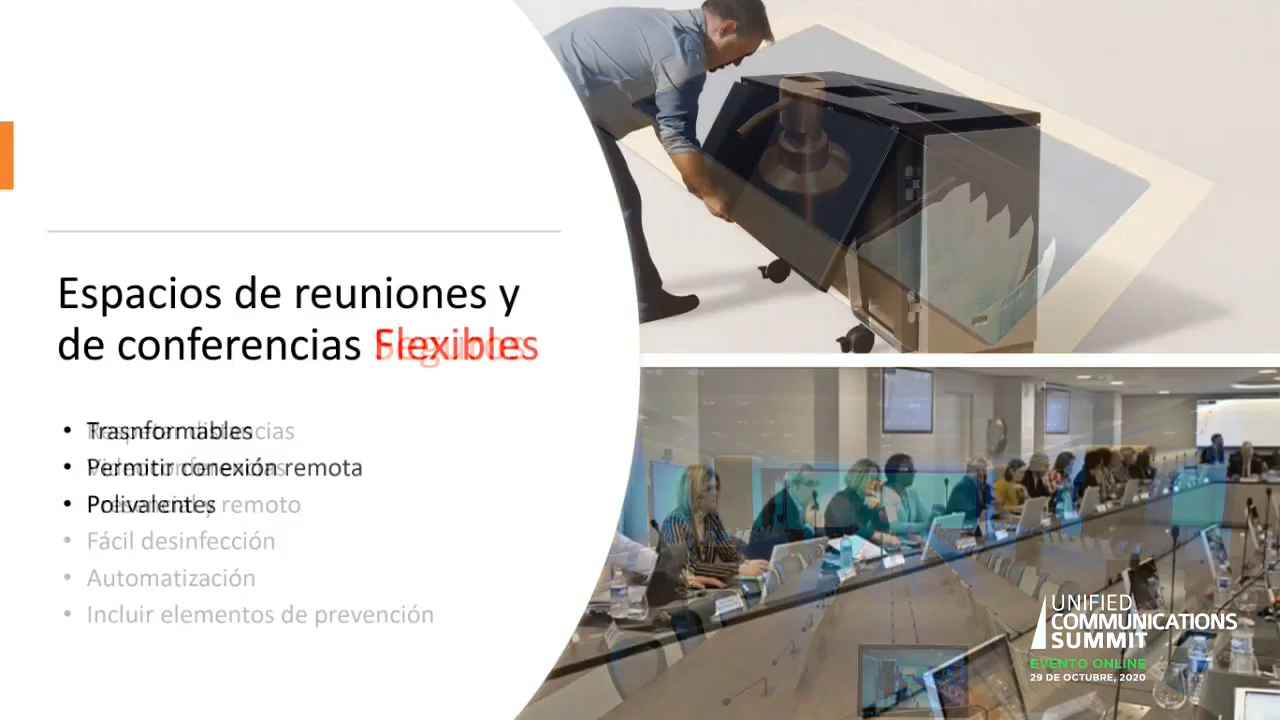 Espacios de reuniones y
de conferencias Flexibles
• Trasnformables
• Permitir conexión remota
• Polivalentes
• Fácil desinfección
• Automatización
• Incluir elementos de prevención
UNIFIED
COMMUNICATIONS
SUMMIT
EVENTO ONLINE
29 DE OCTUBRE, 2020